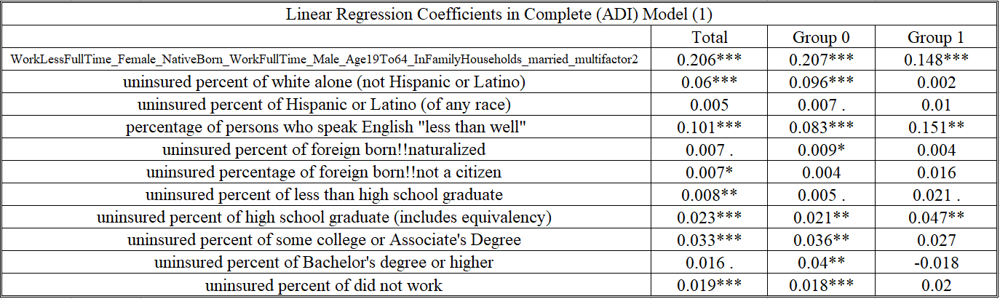 Linear Regression Coefficients in Complete (ADI) Model (1)
Total Group 0 Group 1
WorkLessFullTime_Female_NativeBorn_WorkFullTime_Male_Age19To64_InFamilyHouseholds_married_multifactor2 0.206*** 0.207*** 0.148***
uninsured percent of white alone (not Hispanic or Latino) 0.06*** 0.096*** 0.002
uninsured percent of Hispanic or Latino (of any race) 0.005 0.007 . 0.01
percentage of persons who speak English "less than well" 0.101*** 0.083*** 0.151**
uninsured percent of foreign born!!naturalized 0.007 . 0.009* 0.004
uninsured percentage of foreign born!!not a citizen 0.007* 0.004 0.016
uninsured percent of less than high school graduate 0.008** 0.005 . 0.021 .
uninsured percent of high school graduate (includes equivalency) 0.023*** 0.021** 0.047**
uninsured percent of some college or Associate's Degree 0.033*** 0.036** 0.027
uninsured percent of Bachelor's degree or higher 0.016 . 0.04** -0.018
uninsured percent of did not work 0.019*** 0.018*** 0.02